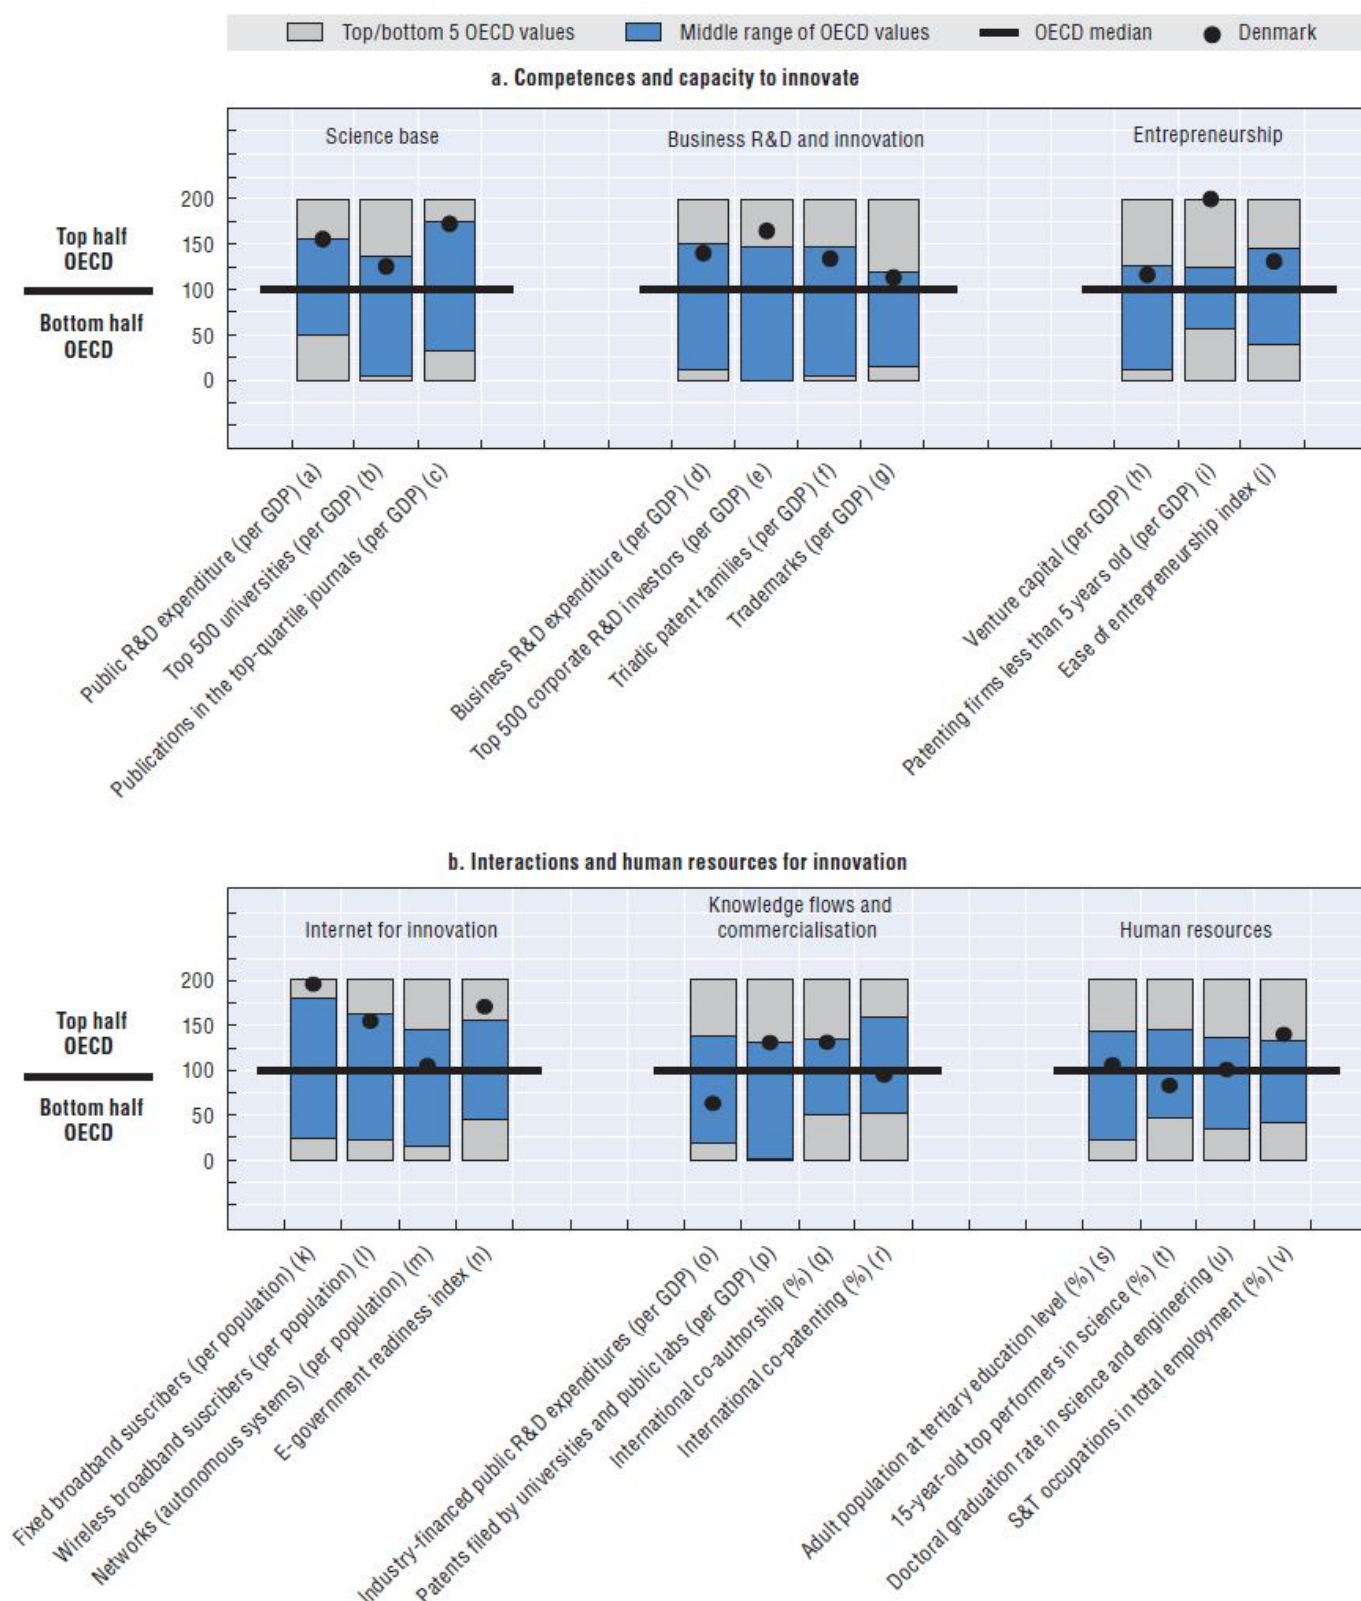 Top/bottom 5 OECD values Middle range of OECD values OECD median Denmark
a. Competences and capacity to innovate
Science base
Business R&D and innovation
Entrepreneurship
200
150
100
50
0
Top half
OECD
Bottom half
OECD
Public R&D expenditure (per GDP) (a)
Top 500 universities (per GDP) (b)
Publications in the top-quartile journals (per GDP) (c)
Business R&D expenditure (per GDP) (d)
Top 500 corporate R&D investors (per GDP) (e)
Triadic patent families (per GDP) (f)
Trademarks (per GDP) (g)
Venture capital (per GDP) (h)
Patenting firms less than 5 years old (per GDP) (i)
Ease of entrepreneurship index (j)
b. Interactions and human resources for innovation
Internet for innovation
Knowledge flows and
commercialisation
Human resources
200
150
100
50
0
Top half
OECD
Bottom half
OECD
Fixed broadband suscribers (per population) (k)
Wireless broadband suscribers (per population) (l)
Networks (autonomous systems) (per population) (m)
E-government readiness index (n)
Industry-financed public R&D expenditures (per GDP) (o)
Patents filed by universities and public labs (per GDP) (p)
International co-authorship (%) (q)
International co-patenting (%) (r)
Adult population at tertiary education level (%) (s)
15-year-old top performers in science (%) (t)
Doctoral graduation rate in science and engineering (u)
S&T occupations in total employment (%) (v)